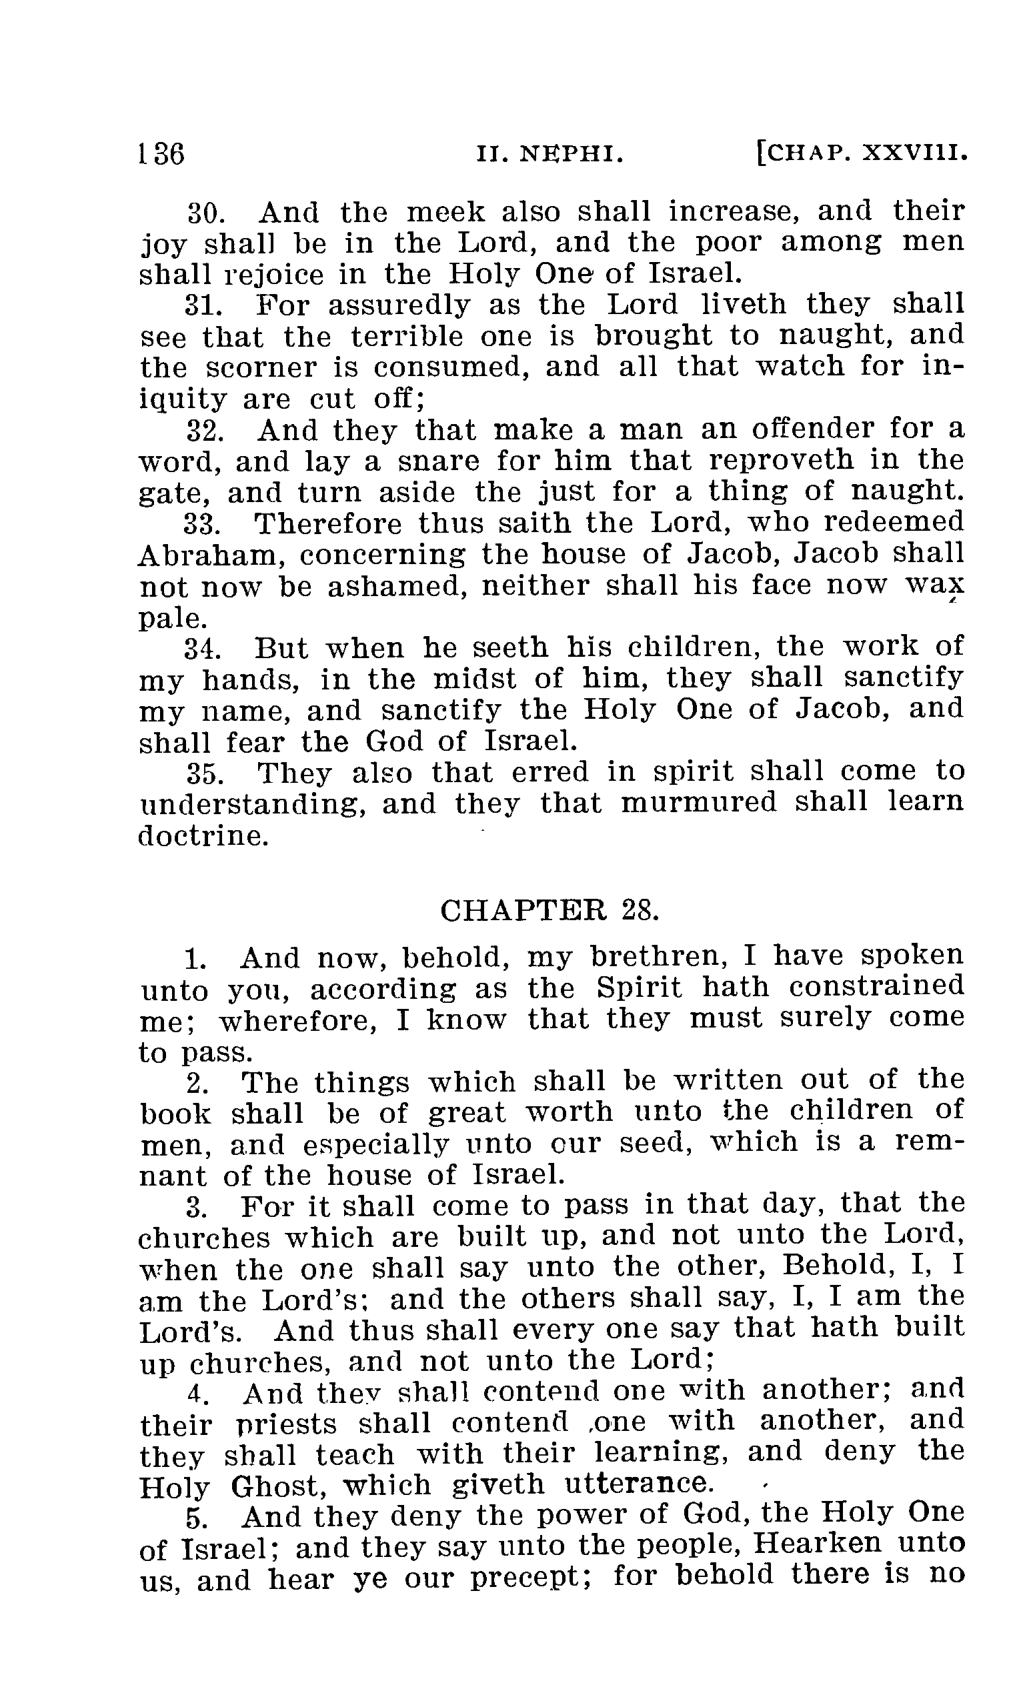 136 II. NEPHI. [CHAP. XXVIII.
30. And the meek also shall increase, and their
joy shall be in the Lord, and the poor among men
shall rejoice in the Holy One of Israel.
31. For assuredly as the Lord liveth they shall
see that the terrible one is brought to naught, and
the scorner is consumed, and all that watch for in-
iquity are cut off;
32. And they that make a man an offender for a
word, and lay a snare for him that reproveth in the
gate, and turn aside the just for a thing of naught.
33. Therefore thus saith the Lord, who redeemed
Abraham, concerning the house of Jacob, Jacob shall
not now be ashamed, neither shall his face now wax
pale.
34. But when he seeth his children, the work of
my hands, in the midst of him, they shall sanctify
my name, and sanctify the Holy One of Jacob, and
shall fear the God of Israel.
35. They also that erred in spirit shall come to
understanding, and they that murmured shall learn
doctrine.
CHAPTER 28.
1. And now, behold, my brethren, I have spoken
unto you, according as the Spirit hath constrained
me; wherefore, I know that they must surely come
to pass.
2. The things which shall be written out of the
book shall be of great worth unto the children of
men, and especially unto our seed, which is a rem-
nant of the house of Israel.
3. For it shall come to pass in that day, that the
churches which are built up, and not unto the Lord,
when the one shall say unto the other, Behold, I, I
am the Lord's; and the others shall say, I, I am the
Lord's. And thus shall every one say that hath built
up churches, and not unto the Lord;
4. And they shall contend one with another; and
their priests shall contend one with another, and
they shall teach with their learning, and deny the
Holy Ghost, which giveth utterance.
5. And they deny the power of God, the Holy One
of Israel; and they say unto the people, Hearken unto
us, and hear ye our precept; for behold there is no